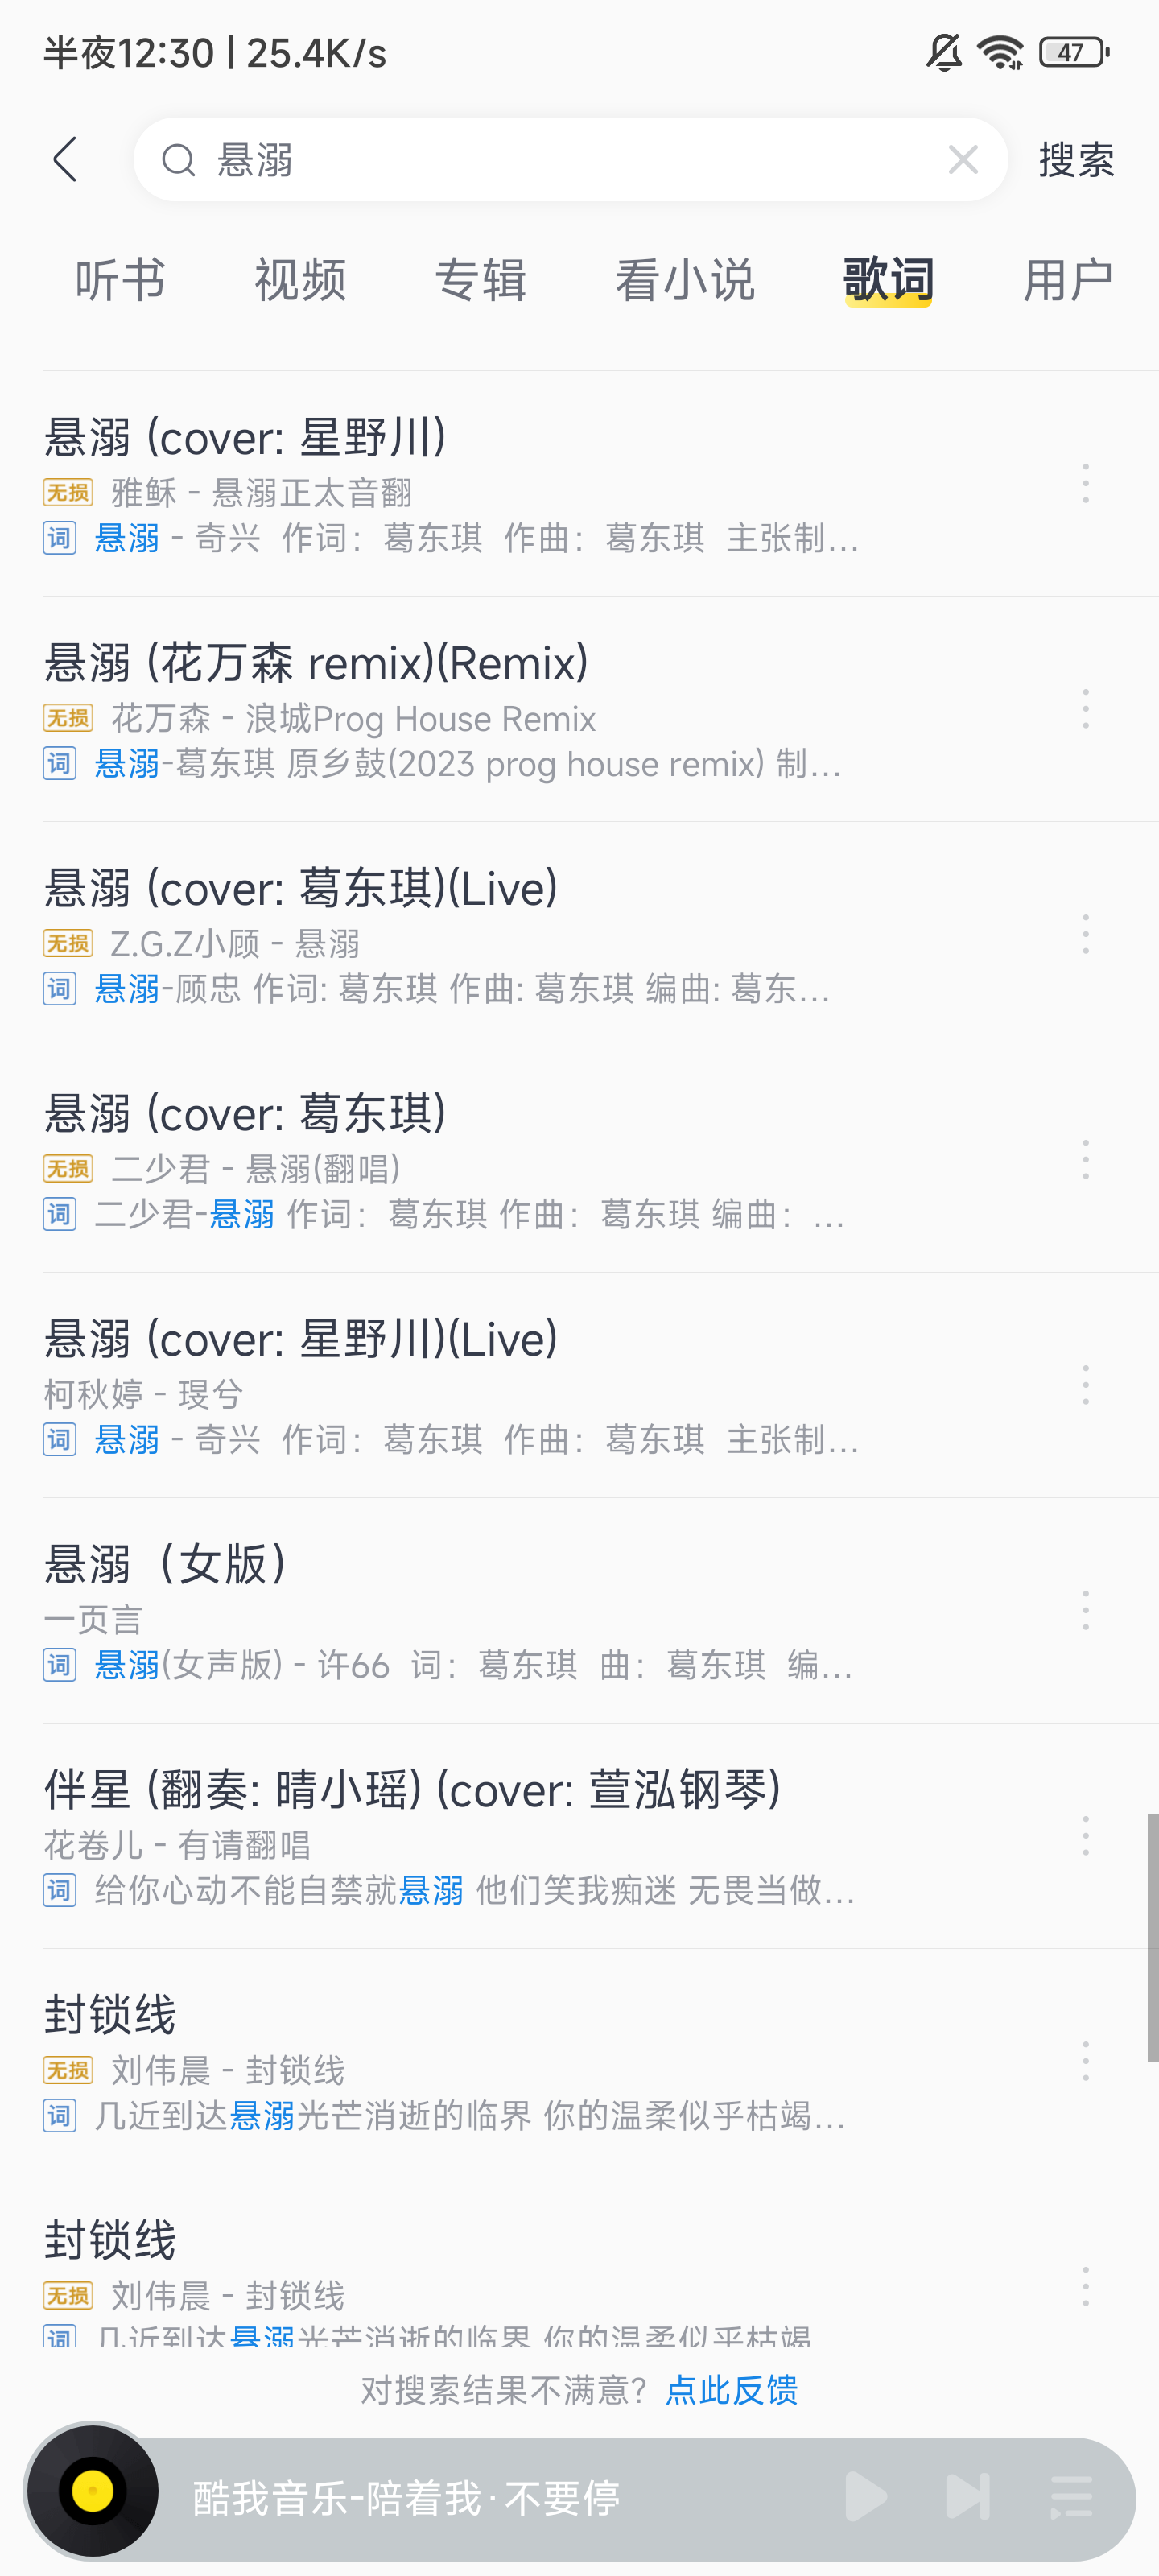 半夜12:30 | 25.4K/s
47
悬溺
搜索
听书 视频 专辑 看小说 歌词 用户
悬溺 (cover: 星野川)
无损 雅稣 - 悬溺正太音翻
词 悬溺 - 奇兴 作词: 葛东琪 作曲: 葛东琪 主张制...
悬溺 (花万森 remix)(Remix)
无损 花万森 - 浪城Prog House Remix
词 悬溺-葛东琪 原乡鼓(2023 prog house remix) 制...
悬溺 (cover: 葛东琪)(Live)
无损 Z.G.Z小顾 - 悬溺
词 悬溺-顾忠 作词: 葛东琪 作曲: 葛东琪 编曲: 葛东...
悬溺 (cover: 葛东琪)
无损 二少君 - 悬溺(翻唱)
词 二少君-悬溺 作词: 葛东琪 作曲: 葛东琪 编曲: ...
悬溺 (cover: 星野川)(Live)
柯秋婷 - 琝兮
词 悬溺 - 奇兴 作词: 葛东琪 作曲: 葛东琪 主张制...
悬溺（女版）
一页言
词 悬溺(女声版) - 许66 词: 葛东琪 曲: 葛东琪 编...
伴星 (翻奏: 晴小瑶) (cover: 萱泓钢琴)
花卷儿 - 有请翻唱
词 给你心动不能自禁就悬溺 他们笑我痴迷 无畏当做...
封锁线
无损 刘伟晨 - 封锁线
词 几近到达悬溺光芒消逝的临界 你的温柔似乎枯竭...
封锁线
无损 刘伟晨 - 封锁线
词 几近到达悬溺光芒消逝的临界 你的温柔似乎枯竭
对搜索结果不满意？点此反馈
酷我音乐-陪着我·不要停